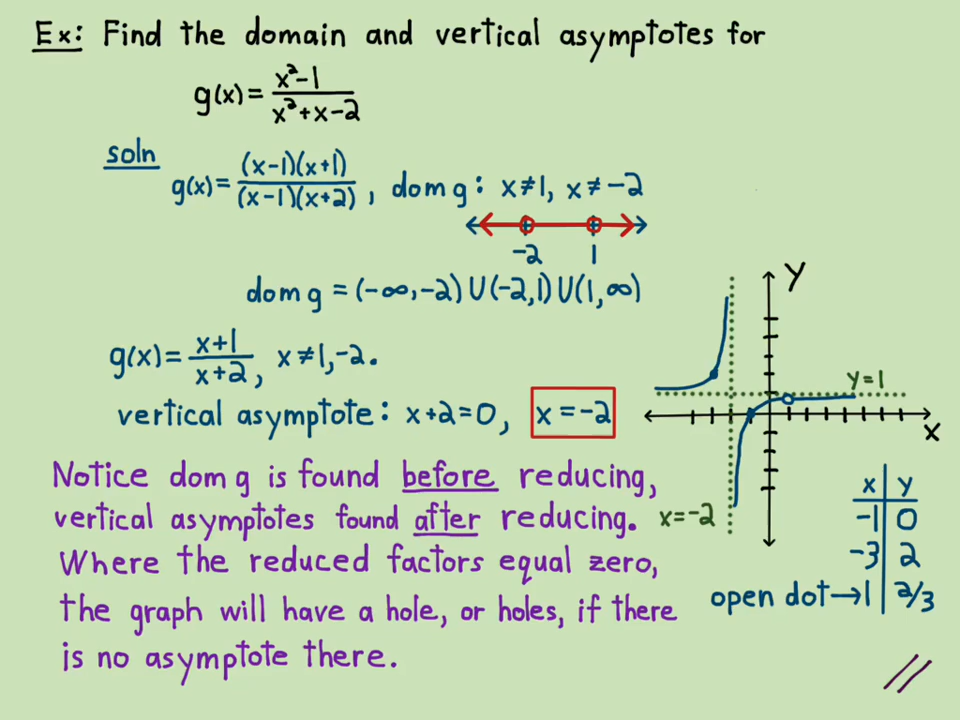 Ex: Find the domain and vertical asymptotes for
g(x) = (x²-1)/(x²+x-2)
soln
g(x) = ((x-1)(x+1))/((x-1)(x+2)), dom g: x≠1, x≠-2
-2 1
dom g = (-∞,-2)∪(-2,1)∪(1,∞)
g(x) = (x+1)/(x+2), x≠1,-2.
vertical asymptote: x+2=0, x=-2
Notice dom g is found before reducing,
vertical asymptotes found after reducing.
Where the reduced factors equal zero,
the graph will have a hole, or holes, if there
is no asymptote there.
Y
y=1
X
x=-2
x y
-1 0
-3 2
open dot→1 2/3